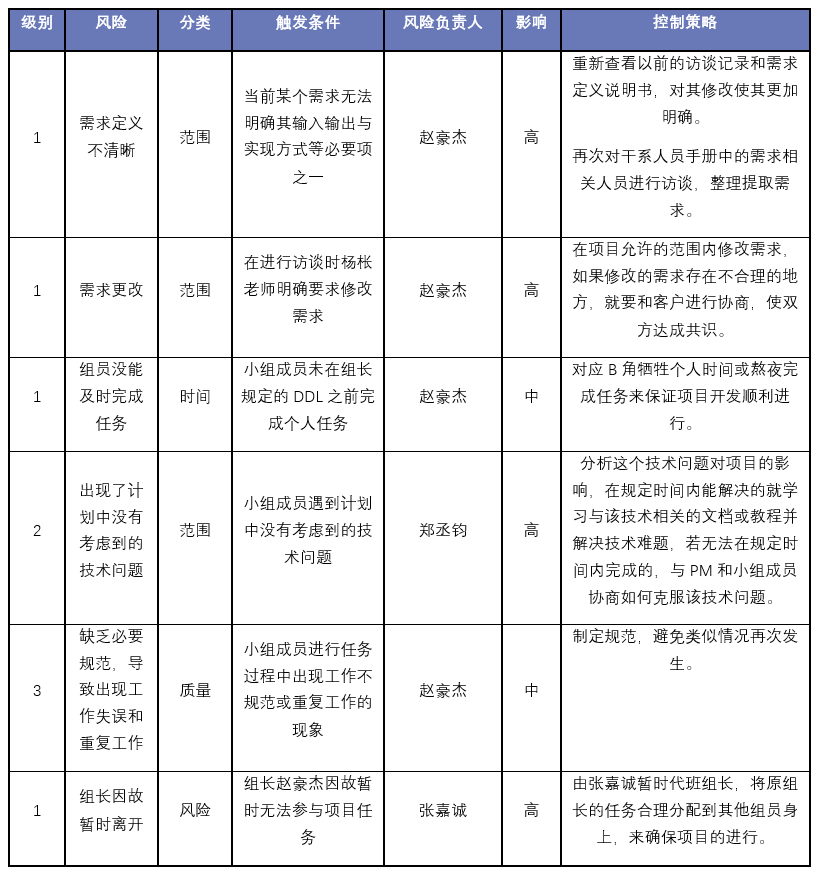 级别 风险 分类 触发条件 风险负责人 影响 控制策略
1
需求定义
不清晰
范围
当前某个需求无法
明确其输入输出与
实现方式等必要项
之一
赵豪杰
高
重新查看以前的访谈记录和需求
定义说明书，对其修改使其更加
明确。
再次对干系人员手册中的需求相
关人员进行访谈，整理提取需
求。
1
需求更改
范围
在进行访谈时杨枨
老师明确要求修改
需求
赵豪杰
高
在项目允许的范围内修改需求，
如果修改的需求存在不合理的地
方，就要和客户进行协商，使双
方达成共识。
1
组员没能
及时完成
任务
时间
小组成员未在组长
规定的 DDL 之前完
成个人任务
赵豪杰
中
对应 B 角牺牲个人时间或熬夜完
成任务来保证项目开发顺利进
行。
2
出现了计
划中没有
考虑到的
技术问题
范围
小组成员遇到计划
中没有考虑到的技
术问题
郑丞钧
高
分析这个技术问题对项目的影
响，在规定时间内能解决的就学
习与该技术相关的文档或教程并
解决技术难题，若无法在规定时
间内完成的，与 PM 和小组成员
协商如何克服该技术问题。
3
缺乏必要
规范，导
致出现工
作失误和
重复工作
质量
小组成员进行任务
过程中出现工作不
规范或重复工作的
现象
赵豪杰
中
制定规范，避免类似情况再次发
生。
1
组长因故
暂时离开
风险
组长赵豪杰因故暂
时无法参与项目任
务
张嘉诚
高
由张嘉诚暂时代班组长，将原组
长的任务合理分配到其他组员身
上，来确保项目的进行。